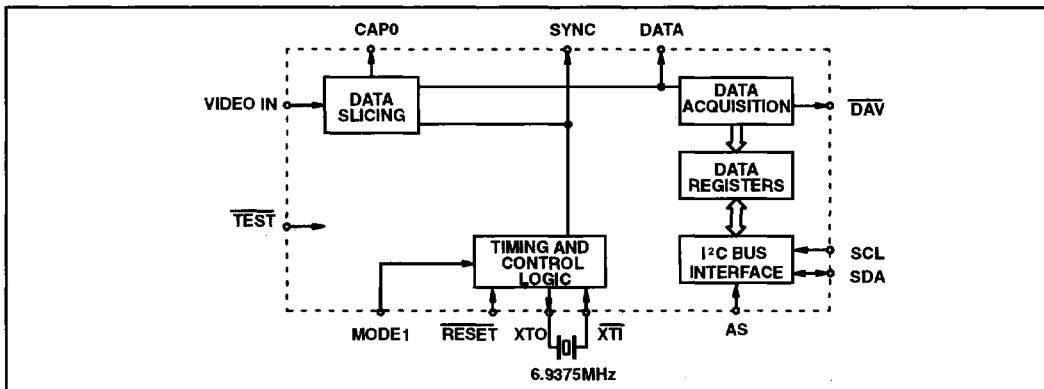 CAP0
SYNC
DATA
VIDEO IN
DATA
SLICING
DATA
ACQUISITION
DAV
DATA
REGISTERS
TEST
TIMING AND
CONTROL
LOGIC
I²C BUS
INTERFACE
SCL
SDA
MODE1
RESET
XTO
XTI
AS
6.9375MHz